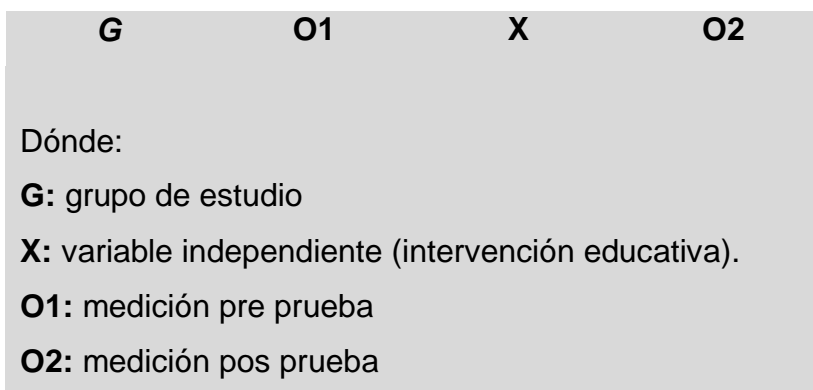 G O1 X O2
Dónde:
G: grupo de estudio
X: variable independiente (intervención educativa).
O1: medición pre prueba
O2: medición pos prueba